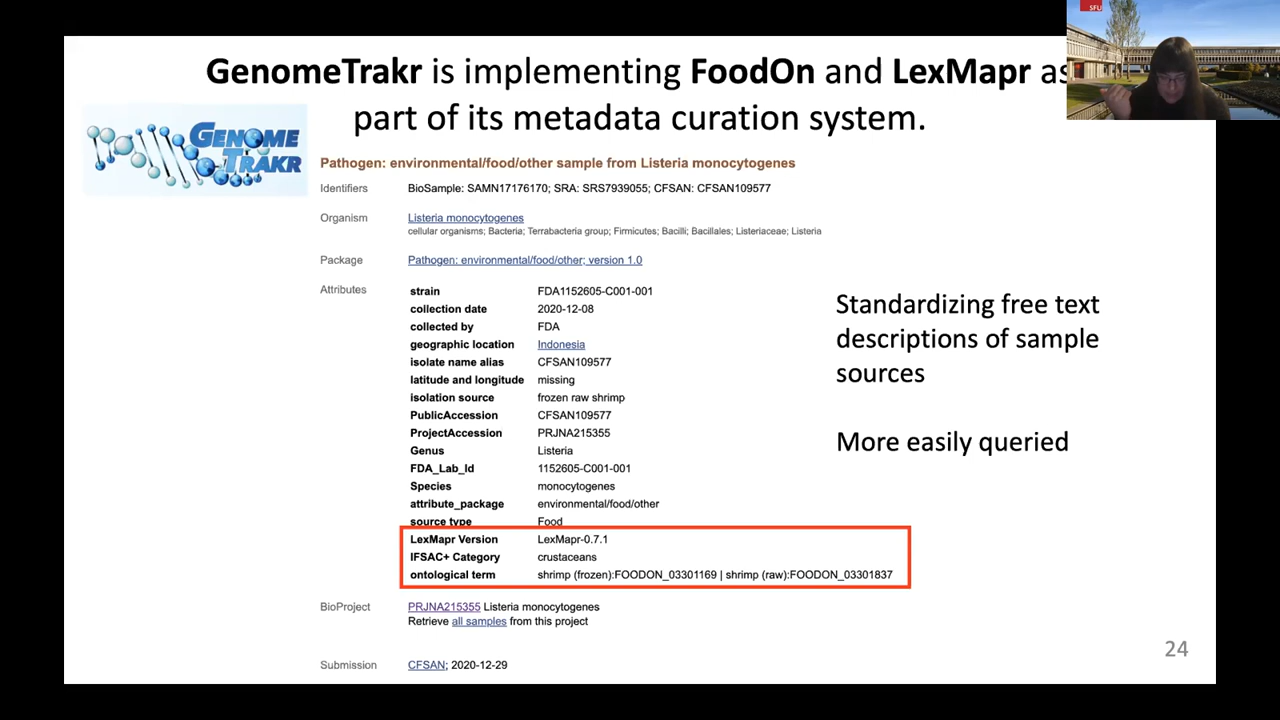 GenomeTrakr is implementing FoodOn and LexMapr as
part of its metadata curation system.
SFU
GENOME
TRAKR
Pathogen: environmental/food/other sample from Listeria monocytogenes
Identifiers BioSample: SAMN17176170; SRA: SRS7939055; CFSAN: CFSAN109577
Organism Listeria monocytogenes
cellular organisms; Bacteria; Terrabacteria group; Firmicutes; Bacilli; Bacillales; Listeriaceae; Listeria
Package Pathogen: environmental/food/other; version 1.0
Attributes strain FDA1152605-C001-001
collection date 2020-12-08
collected by FDA
geographic location Indonesia
isolate name alias CFSAN109577
latitude and longitude missing
isolation source frozen raw shrimp
PublicAccession CFSAN109577
ProjectAccession PRJNA215355
Genus Listeria
FDA_Lab_Id 1152605-C001-001
Species monocytogenes
attribute_package environmental/food/other
source type Food
LexMapr Version LexMapr-0.7.1
IFSAC+ Category crustaceans
ontological term shrimp (frozen):FOODON_03301169 | shrimp (raw):FOODON_03301837
BioProject PRJNA215355 Listeria monocytogenes
Retrieve all samples from this project
Submission CFSAN; 2020-12-29
Standardizing free text
descriptions of sample
sources
More easily queried
24